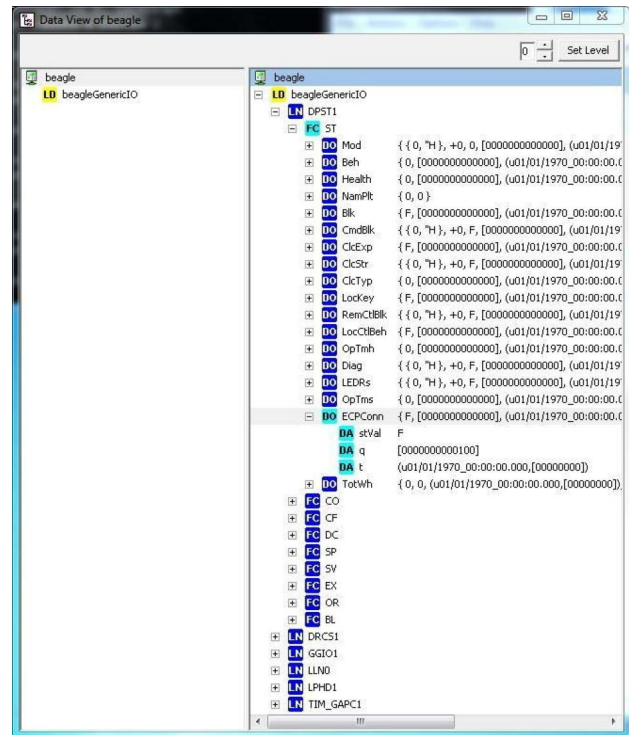 Data View of beagle
0 Set Level
beagle
LD beagleGenericIO
beagle
LD beagleGenericIO
LN DPST1
FC ST
DO Mod { { 0, "H }, +0, 0, [0000000000000], (u01/01/19
DO Beh { 0, [0000000000000], (u01/01/1970_00:00:00.0
DO Health { 0, [0000000000000], (u01/01/1970_00:00:00.0
DO NamPlt { 0, 0 }
DO Blk { F, [0000000000000], (u01/01/1970_00:00:00.0
DO CmdBlk { { 0, "H }, +0, F, [0000000000000], (u01/01/19
DO ClcExp { F, [0000000000000], (u01/01/1970_00:00:00.0
DO ClcStr { { 0, "H }, +0, F, [0000000000000], (u01/01/19
DO ClcTyp { 0, [0000000000000], (u01/01/1970_00:00:00.0
DO LocKey { F, [0000000000000], (u01/01/1970_00:00:00.0
DO RemCtlBlk { { 0, "H }, +0, F, [0000000000000], (u01/01/19
DO LocCtlBeh { F, [0000000000000], (u01/01/1970_00:00:00.0
DO OpTmh { 0, [0000000000000], (u01/01/1970_00:00:00.0
DO Diag { { 0, "H }, +0, F, [0000000000000], (u01/01/19
DO LEDRs { { 0, "H }, +0, F, [0000000000000], (u01/01/19
DO OpTms { 0, [0000000000000], (u01/01/1970_00:00:00.0
DO ECPConn { F, [0000000000000], (u01/01/1970_00:00:00.0
DA stVal F
DA q [0000000000100]
DA t (u01/01/1970_00:00:00.000,[00000000])
DO TotWh { 0, 0, (u01/01/1970_00:00:00.000,[00000000])
FC CO
FC CF
FC DC
FC SP
FC SV
FC EX
FC OR
FC BL
LN DRCS1
LN GGIO1
LN LLN0
LN LPHD1
LN TIM_GAPC1